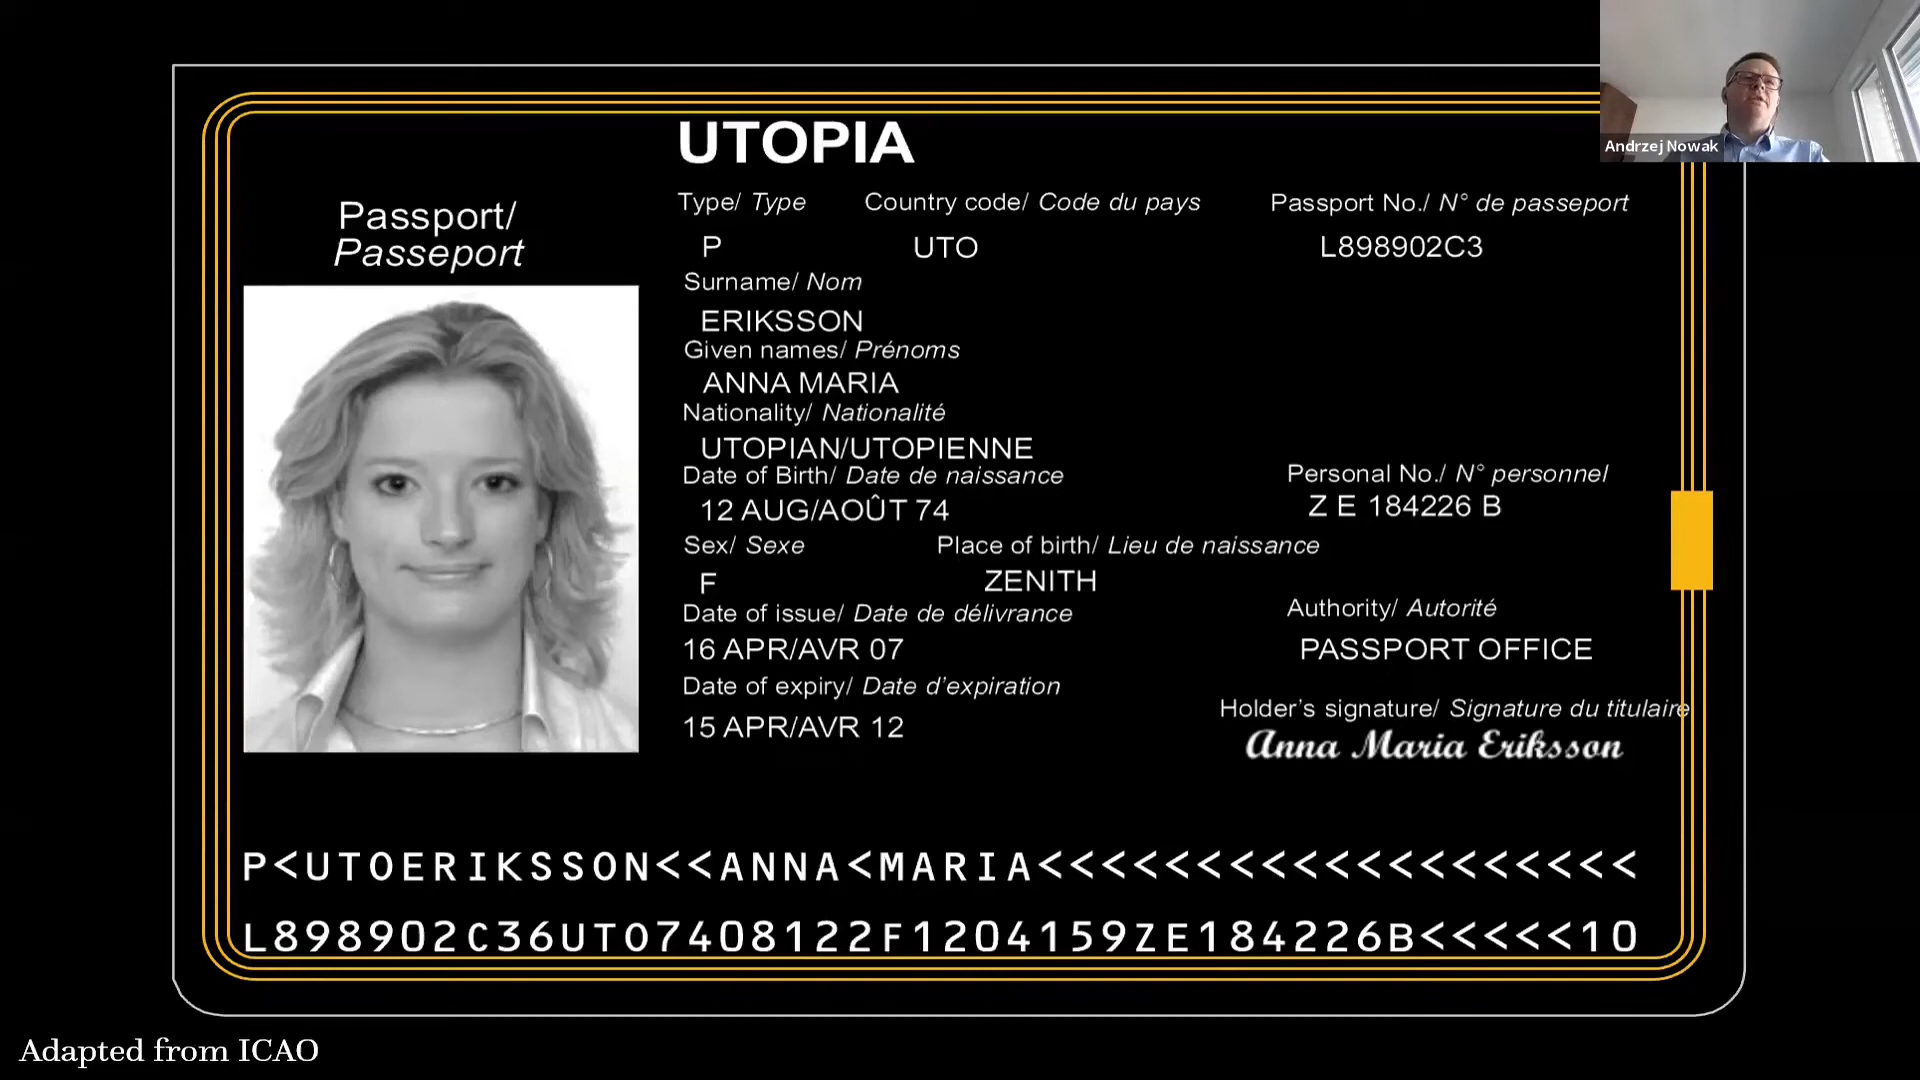 Andrzej Nowak
UTOPIA
Passport/
Passeport
Type/ Type Country code/ Code du pays Passport No./ N° de passeport
P UTO L898902C3
Surname/ Nom
ERIKSSON
Given names/ Prénoms
ANNA MARIA
Nationality/ Nationalité
UTOPIAN/UTOPIENNE
Date of Birth/ Date de naissance Personal No./ N° personnel
12 AUG/AOÛT 74 Z E 184226 B
Sex/ Sexe Place of birth/ Lieu de naissance
F ZENITH
Date of issue/ Date de délivrance Authority/ Autorité
16 APR/AVR 07 PASSPORT OFFICE
Date of expiry/ Date d’expiration Holder’s signature/ Signature du titulaire
15 APR/AVR 12 Anna Maria Eriksson
P<UTOERIKSSON<<ANNA<MARIA<<<<<<<<<<<<<<<<<<<
L898902C36UTO7408122F1204159ZE184226B<<<<<10
Adapted from ICAO